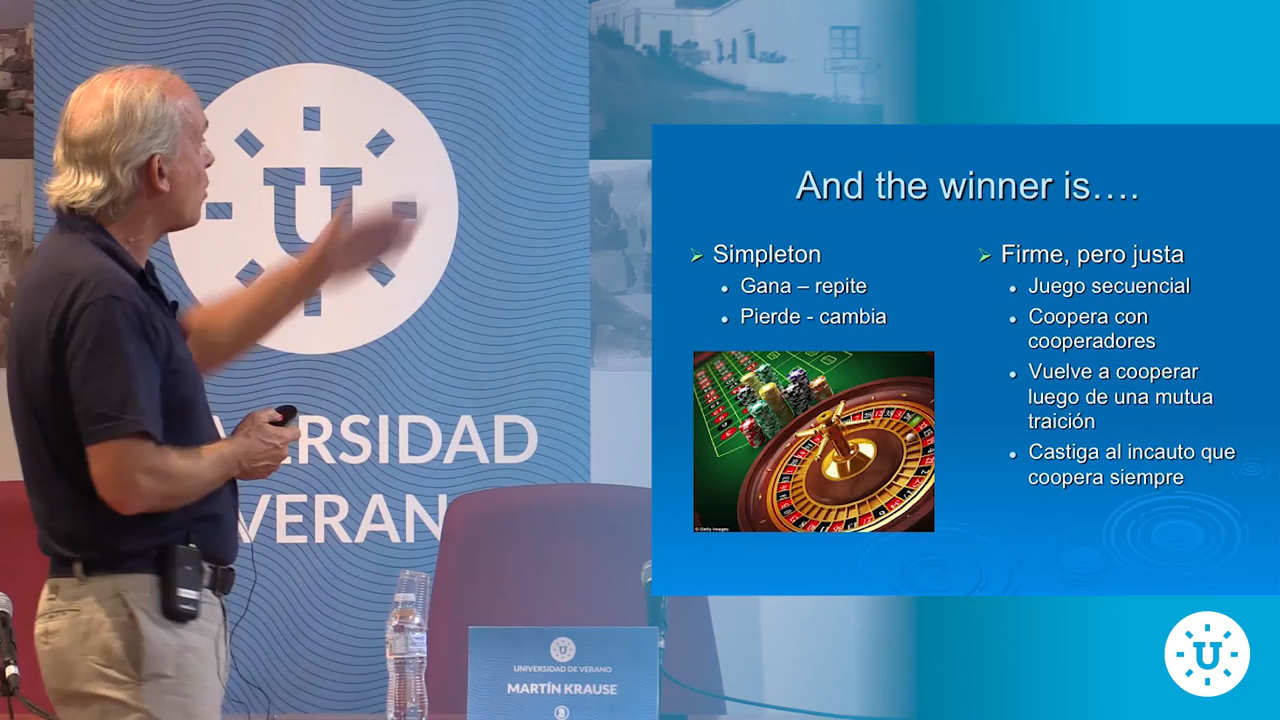 U
ERSIDAD
VERAN
UNIVERSIDAD DE VERANO
MARTÍN KRAUSE
And the winner is….
Simpleton
Gana – repite
Pierde - cambia
© Getty Images
Firme, pero justa
Juego secuencial
Coopera con
cooperadores
Vuelve a cooperar
luego de una mutua
traición
Castiga al incauto que
coopera siempre
U